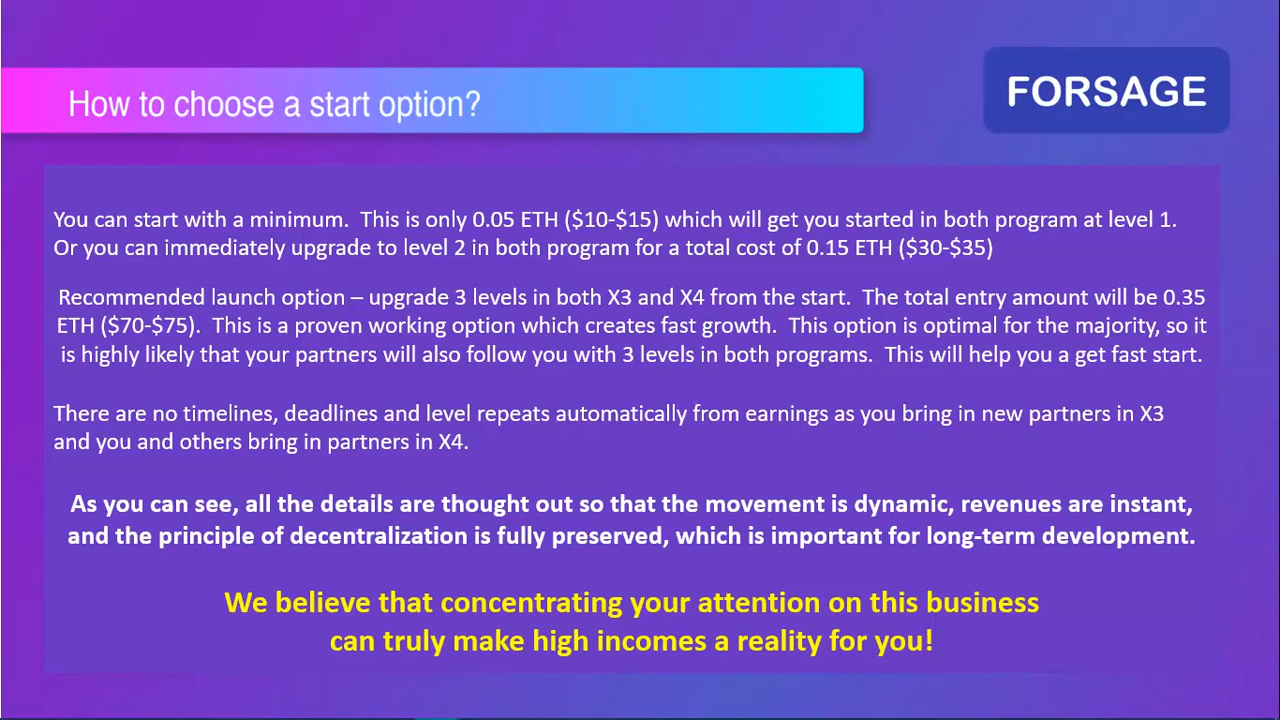 How to choose a start option?
FORSAGE
You can start with a minimum.  This is only 0.05 ETH ($10-$15) which will get you started in both program at level 1.
Or you can immediately upgrade to level 2 in both program for a total cost of 0.15 ETH ($30-$35)
Recommended launch option – upgrade 3 levels in both X3 and X4 from the start.  The total entry amount will be 0.35
ETH ($70-$75).  This is a proven working option which creates fast growth.  This option is optimal for the majority, so it
is highly likely that your partners will also follow you with 3 levels in both programs.  This will help you a get fast start.
There are no timelines, deadlines and level repeats automatically from earnings as you bring in new partners in X3
and you and others bring in partners in X4.
As you can see, all the details are thought out so that the movement is dynamic, revenues are instant,
and the principle of decentralization is fully preserved, which is important for long-term development.
We believe that concentrating your attention on this business
can truly make high incomes a reality for you!